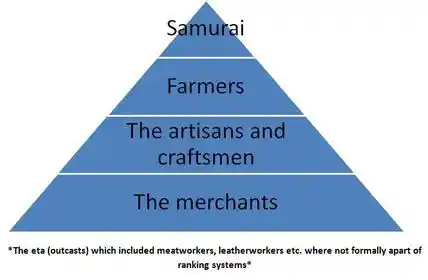 Samurai
Farmers
The artisans and
craftsmen
The merchants
*The eta (outcasts) which included meatworkers, leatherworkers etc. where not formally apart of
ranking systems*